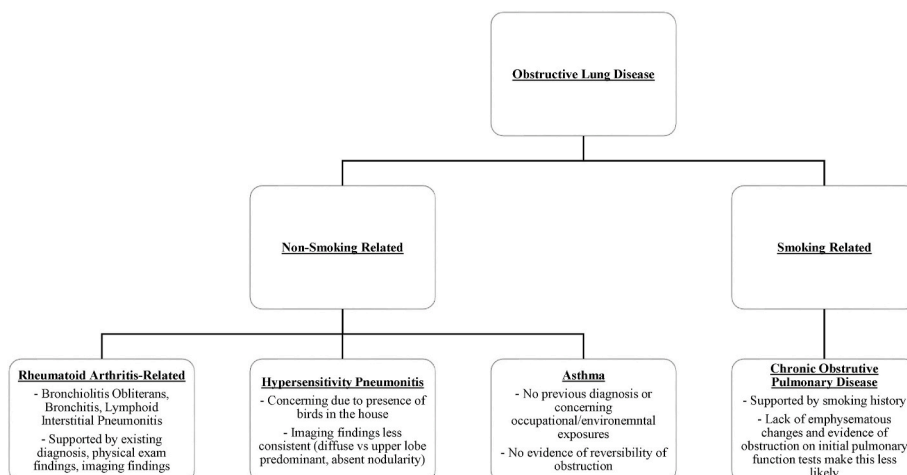 Obstructive Lung Disease
Non-Smoking Related
Smoking Related
Rheumatoid Arthritis-Related
- Bronchiolitis Obliterans,
Bronchitis, Lymphoid
Interstitial Pneumonitis
- Supported by existing
diagnosis, physical exam
findings, imaging findings
Hypersensitivity Pneumonitis
- Concerning due to presence of
birds in the house
- Imaging findings less
consistent (diffuse vs upper lobe
predominant, absent nodularity)
Asthma
- No previous diagnosis or
concerning
occupational/environemntal
exposures
- No evidence of reversibility of
obstruction
Chronic Obstrutive
Pulmonary Disease
- Supported by smoking history
- Lack of emphysematous
changes and evidence of
obstruction on initial pulmonary
function tests make this less
likely